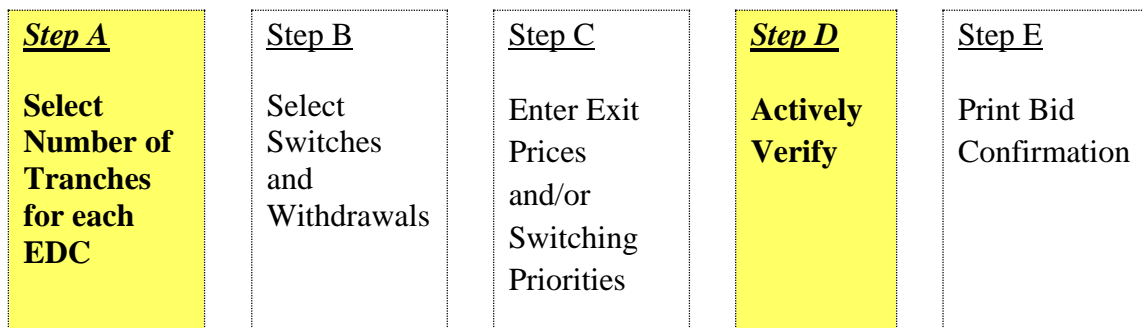 Step A
Select
Number of
Tranches
for each
EDC
Step B
Select
Switches
and
Withdrawals
Step C
Enter Exit
Prices
and/or
Switching
Priorities
Step D
Actively
Verify
Step E
Print Bid
Confirmation